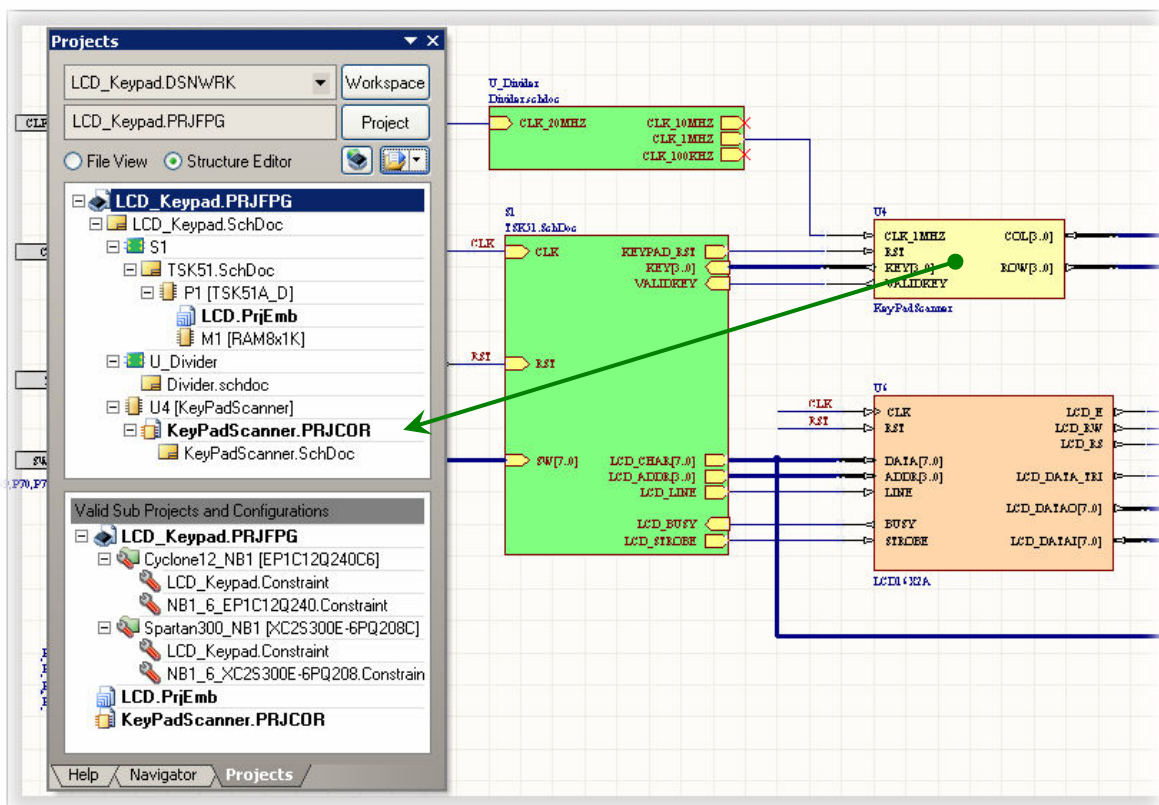 Projects
LCD_Keypad.DSNWRK
Workspace
LCD_Keypad.PRJFPG
Project
File View
Structure Editor
LCD_Keypad.PRJFPG
LCD_Keypad.SchDoc
S1
TSK51.SchDoc
P1 [TSK51A_D]
LCD.PrjEmb
M1 [RAM8x1K]
U_Divider
Divider.schdoc
U4 [KeyPadScanner]
KeyPadScanner.PRJCOR
KeyPadScanner.SchDoc
Valid Sub Projects and Configurations
LCD_Keypad.PRJFPG
Cyclone12_NB1 [EP1C12Q240C6]
LCD_Keypad.Constraint
NB1_6_EP1C12Q240.Constraint
Spartan300_NB1 [XC2S300E-6PQ208C]
LCD_Keypad.Constraint
NB1_6_XC2S300E-6PQ208.Constrain
LCD.PrjEmb
KeyPadScanner.PRJCOR
Help
Navigator
Projects
U_Divider
Divider.schdoc
CLK_20MHZ
CLK_10MHZ
CLK_1MHZ
CLK_100KHZ
S1
TSK51.SchDoc
CLK
CLK
KEYPAD_RST
KEY[3..0]
VALIDKEY
RST
RST
SW[7..0]
LCD_CHAR[7..0]
LCD_ADDR[3..0]
LCD_LINE
LCD_BUSY
LCD_STROBE
U4
CLK_1MHZ
COL[3..0]
RST
KEY[3..0]
ROW[3..0]
VALIDKEY
KeyPadScanner
U6
CLK
CLK
LCD_E
RST
RST
LCD_RW
LCD_RS
DATA[7..0]
ADDR[3..0]
LCD_DATA_TRI
LINE
LCD_DATAO[7..0]
BUSY
STROBE
LCD_DATAI[7..0]
LCD16X2A